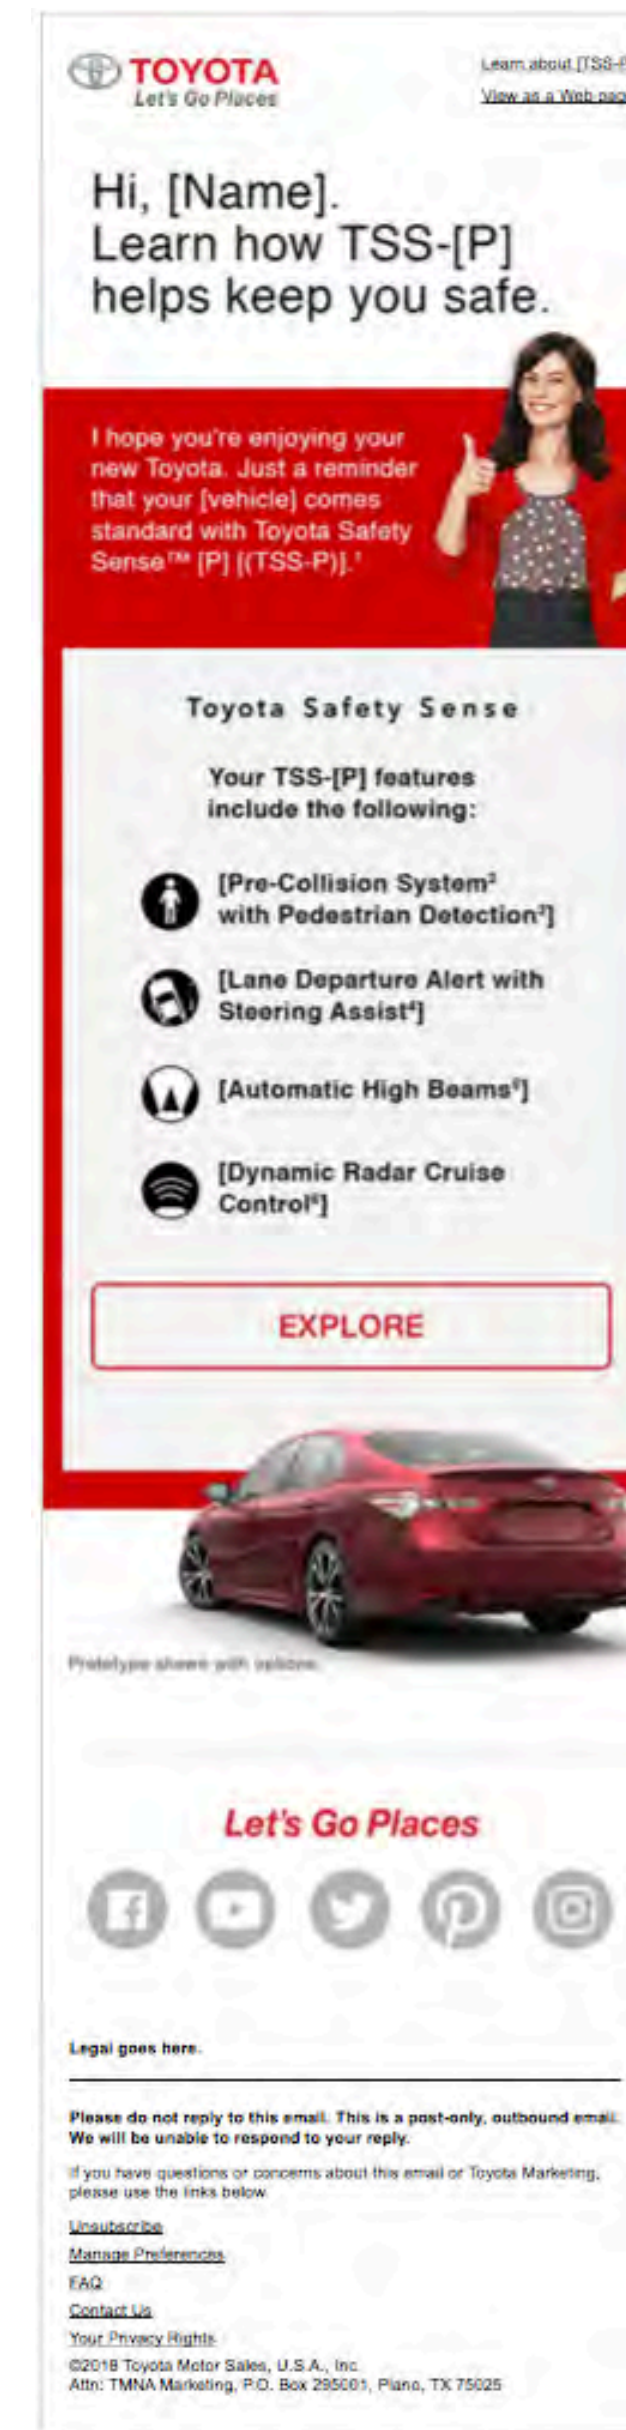 TOYOTA
Let's Go Places
Learn about [TSS-P
View as a Web pag
Hi, [Name].
Learn how TSS-[P]
helps keep you safe.
I hope you're enjoying your
new Toyota. Just a reminder
that your [vehicle] comes
standard with Toyota Safety
Sense™ [P] [(TSS-P)].¹
Toyota Safety Sense
Your TSS-[P] features
include the following:
[Pre-Collision System²
with Pedestrian Detection³]
[Lane Departure Alert with
Steering Assist⁴]
[Automatic High Beams⁵]
[Dynamic Radar Cruise
Control⁶]
EXPLORE
Prototype shown with options.
Let's Go Places
Legal goes here.
Please do not reply to this email. This is a post-only, outbound email.
We will be unable to respond to your reply.
If you have questions or concerns about this email or Toyota Marketing,
please use the links below.
Unsubscribe
Manage Preferences
FAQ
Contact Us
Your Privacy Rights
©2018 Toyota Motor Sales, U.S.A., Inc.
Attn: TMNA Marketing, P.O. Box 295001, Plano, TX 75025